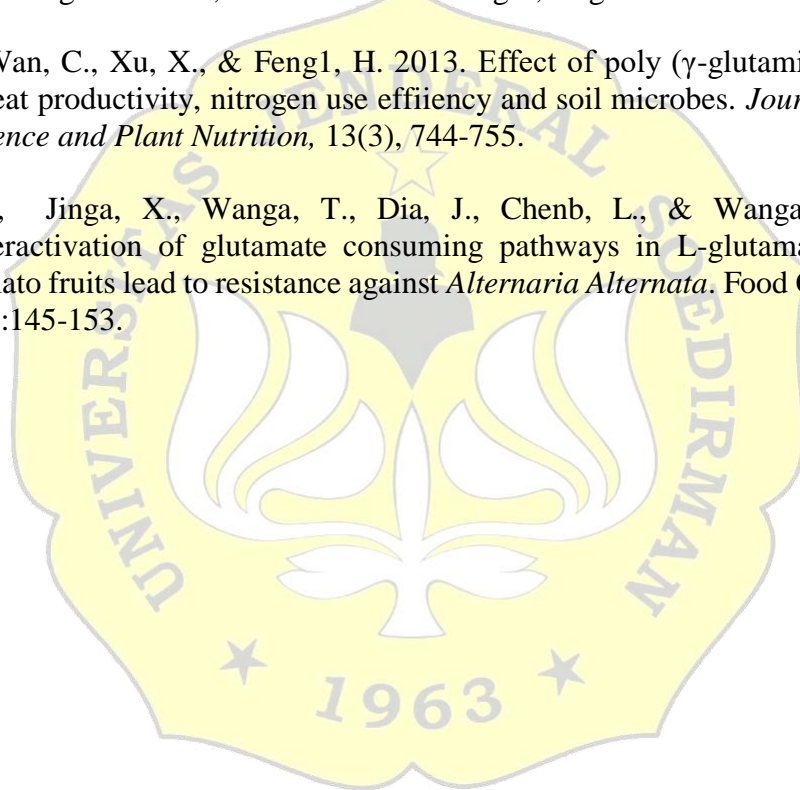 Wan, C., Xu, X., & Feng1, H. 2013. Effect of poly (γ-glutami
eat productivity, nitrogen use effiiency and soil microbes. Jour
ence and Plant Nutrition, 13(3), 744-755.
, Jinga, X., Wanga, T., Dia, J., Chenb, L., & Wanga
eractivation of glutamate consuming pathways in L-glutama
ato fruits lead to resistance against Alternaria Alternata. Food
:145-153.
UNIVERSITAS JENDERAL SOEDIRMAN
1963